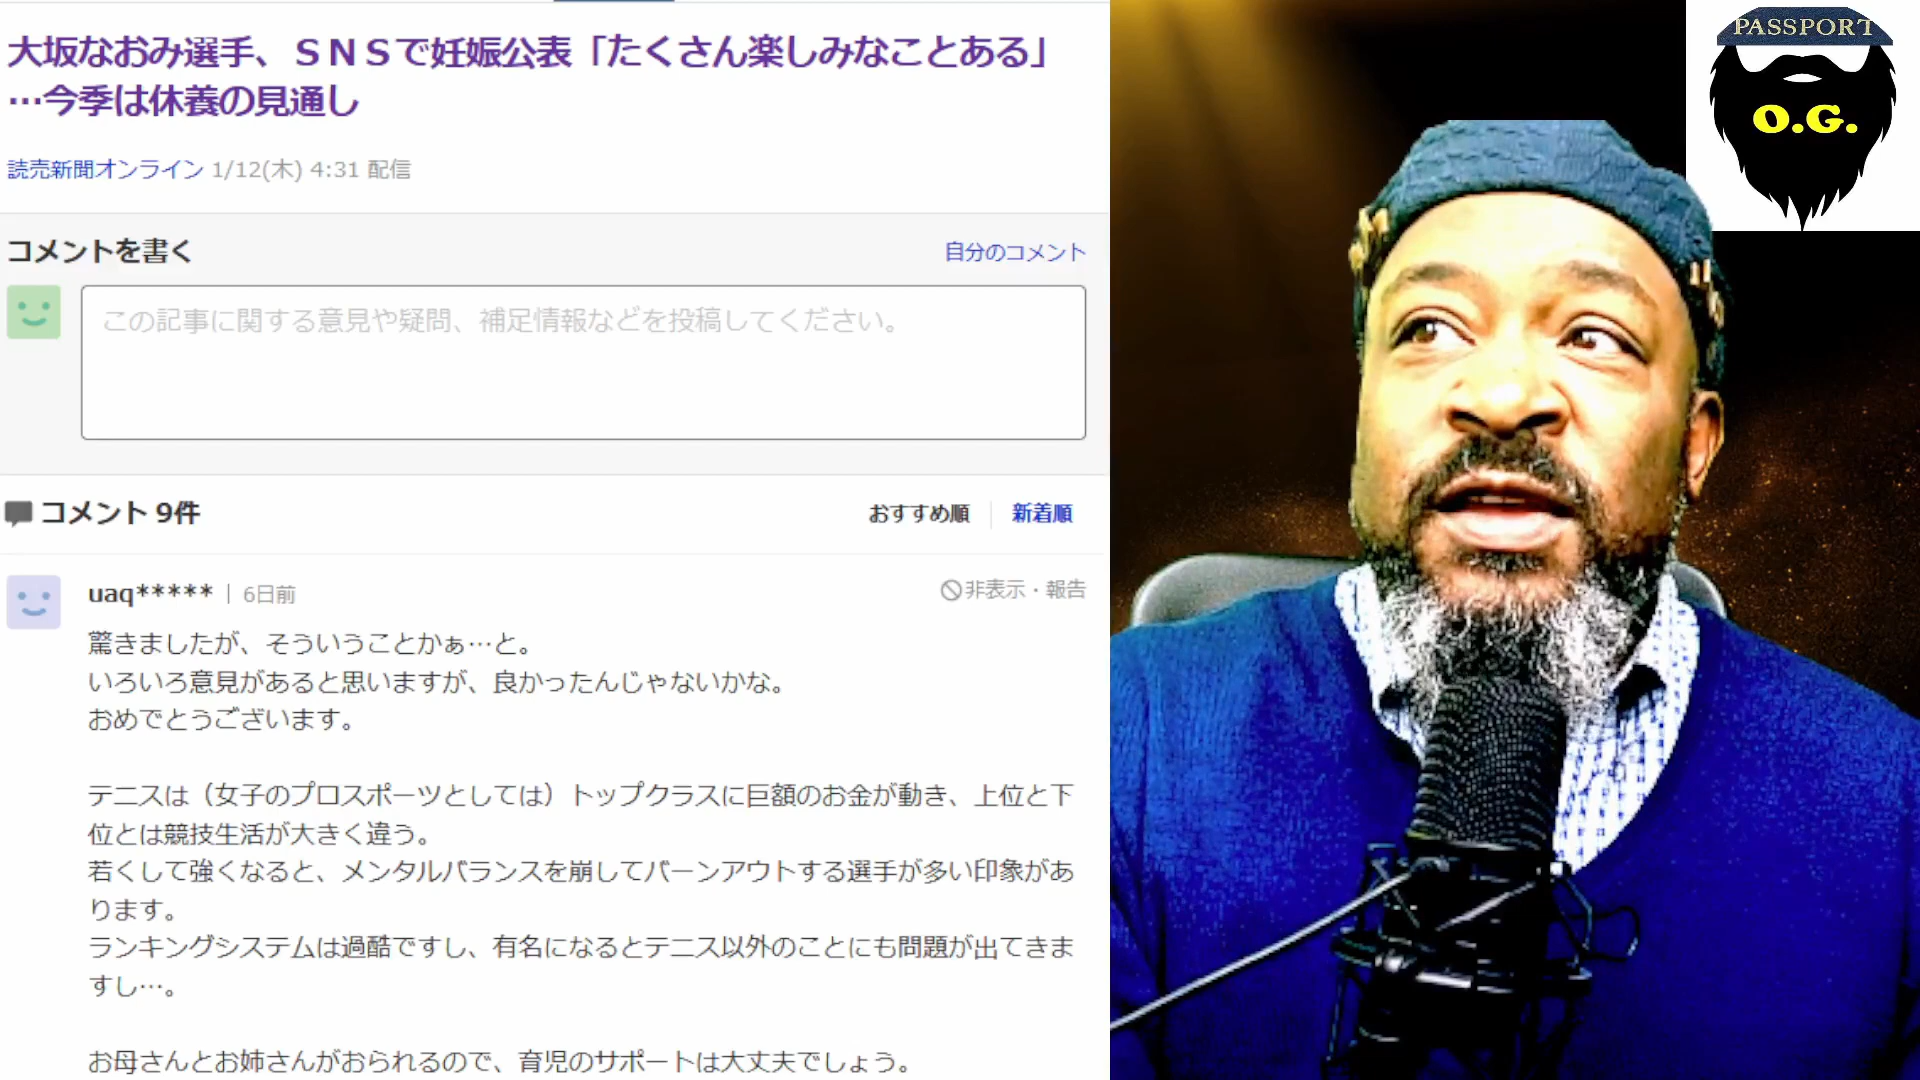 大坂なおみ選手、ＳＮＳで妊娠公表「たくさん楽しみなことある」
…今季は休養の見通し
読売新聞オンライン 1/12(木) 4:31 配信
コメントを書く
自分のコメント
この記事に関する意見や疑問、補足情報などを投稿してください。
コメント 9件
おすすめ順
新着順
uaq*****
6日前
非表示・報告
驚きましたが、そういうことかぁ…と。
いろいろ意見があると思いますが、良かったんじゃないかな。
おめでとうございます。
テニスは（女子のプロスポーツとしては）トップクラスに巨額のお金が動き、上位と下
位とは競技生活が大きく違う。
若くして強くなると、メンタルバランスを崩してバーンアウトする選手が多い印象があ
ります。
ランキングシステムは過酷ですし、有名になるとテニス以外のことにも問題が出てきま
すし…。
お母さんとお姉さんがおられるので、育児のサポートは大丈夫でしょう。
PASSPORT
O.G.